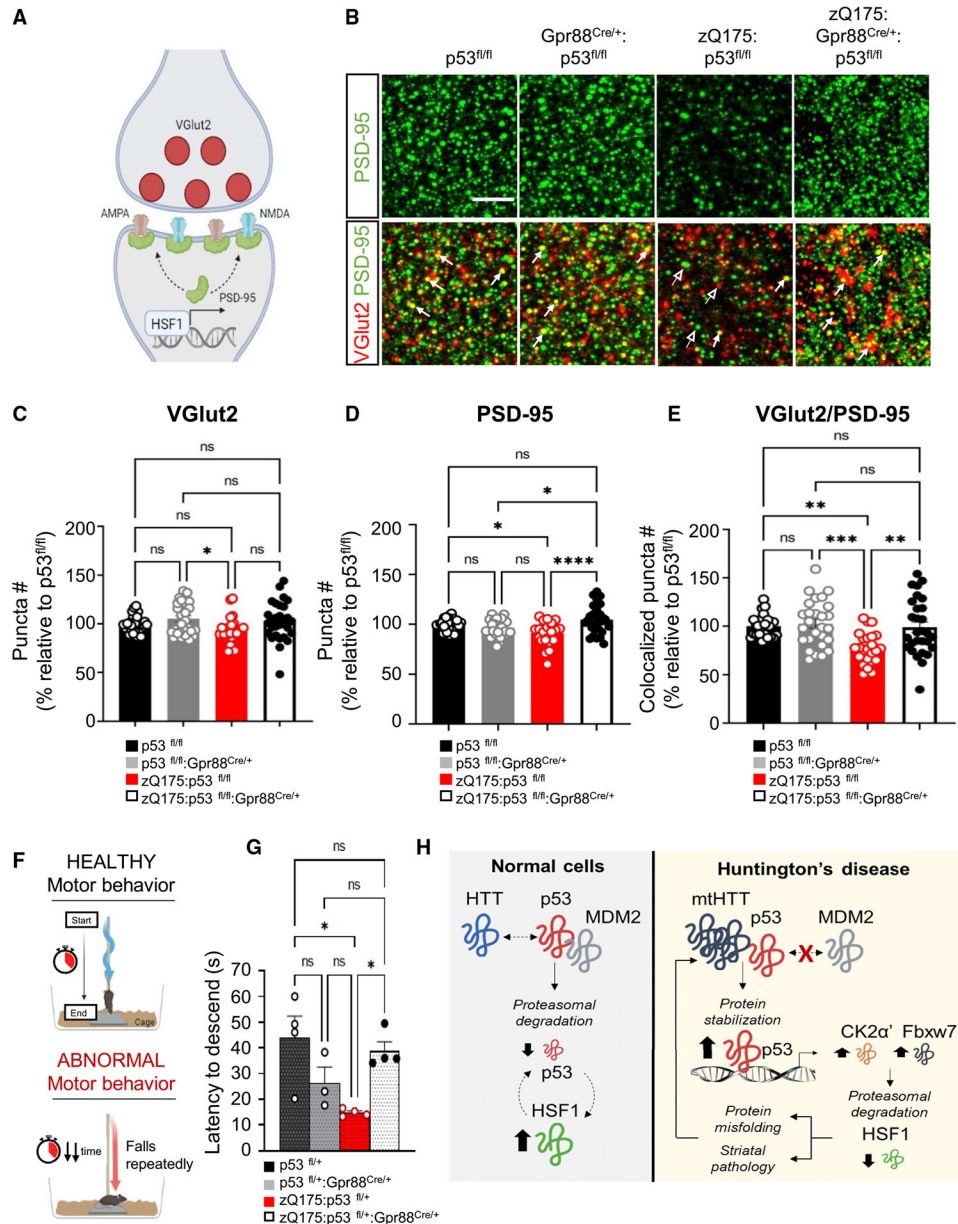 A
VGlut2
AMPA
NMDA
PSD-95
HSF1
B
p53fl/fl
Gpr88Cre/+:
p53fl/fl
zQ175:
p53fl/fl
zQ175:
Gpr88Cre/+:
p53fl/fl
PSD-95
VGlut2 PSD-95
C
VGlut2
ns
ns
ns
ns
*
ns
Puncta #
(% relative to p53fl/fl)
200
150
100
50
0
p53 fl/fl
p53 fl/fl:Gpr88Cre/+
zQ175:p53 fl/fl
zQ175:p53 fl/fl:Gpr88Cre/+
D
PSD-95
ns
*
*
ns
ns
****
Puncta #
(% relative to p53fl/fl)
200
150
100
50
0
p53 fl/fl
p53 fl/fl:Gpr88Cre/+
zQ175:p53 fl/fl
zQ175:p53 fl/fl:Gpr88Cre/+
E
VGlut2/PSD-95
ns
ns
**
ns
***
**
Colocalized puncta #
(% relative to p53fl/fl)
200
150
100
50
0
p53 fl/fl
p53 fl/fl:Gpr88Cre/+
zQ175:p53 fl/fl
zQ175:p53 fl/fl:Gpr88Cre/+
F
HEALTHY
Motor behavior
Start
End
Cage
ABNORMAL
Motor behavior
time
Falls
repeatedly
G
ns
ns
*
ns
ns
*
Latency to descend (s)
70
60
50
40
30
20
10
0
p53 fl/+
p53 fl/+:Gpr88Cre/+
zQ175:p53 fl/+
zQ175:p53 fl/+:Gpr88Cre/+
H
Normal cells
HTT
p53
MDM2
Proteasomal
degradation
p53
HSF1
Huntington's disease
mtHTT
p53
MDM2
X
Protein
stabilization
p53
CK2α’
Fbxw7
Proteasomal
degradation
HSF1
Protein
misfolding
Striatal
pathology